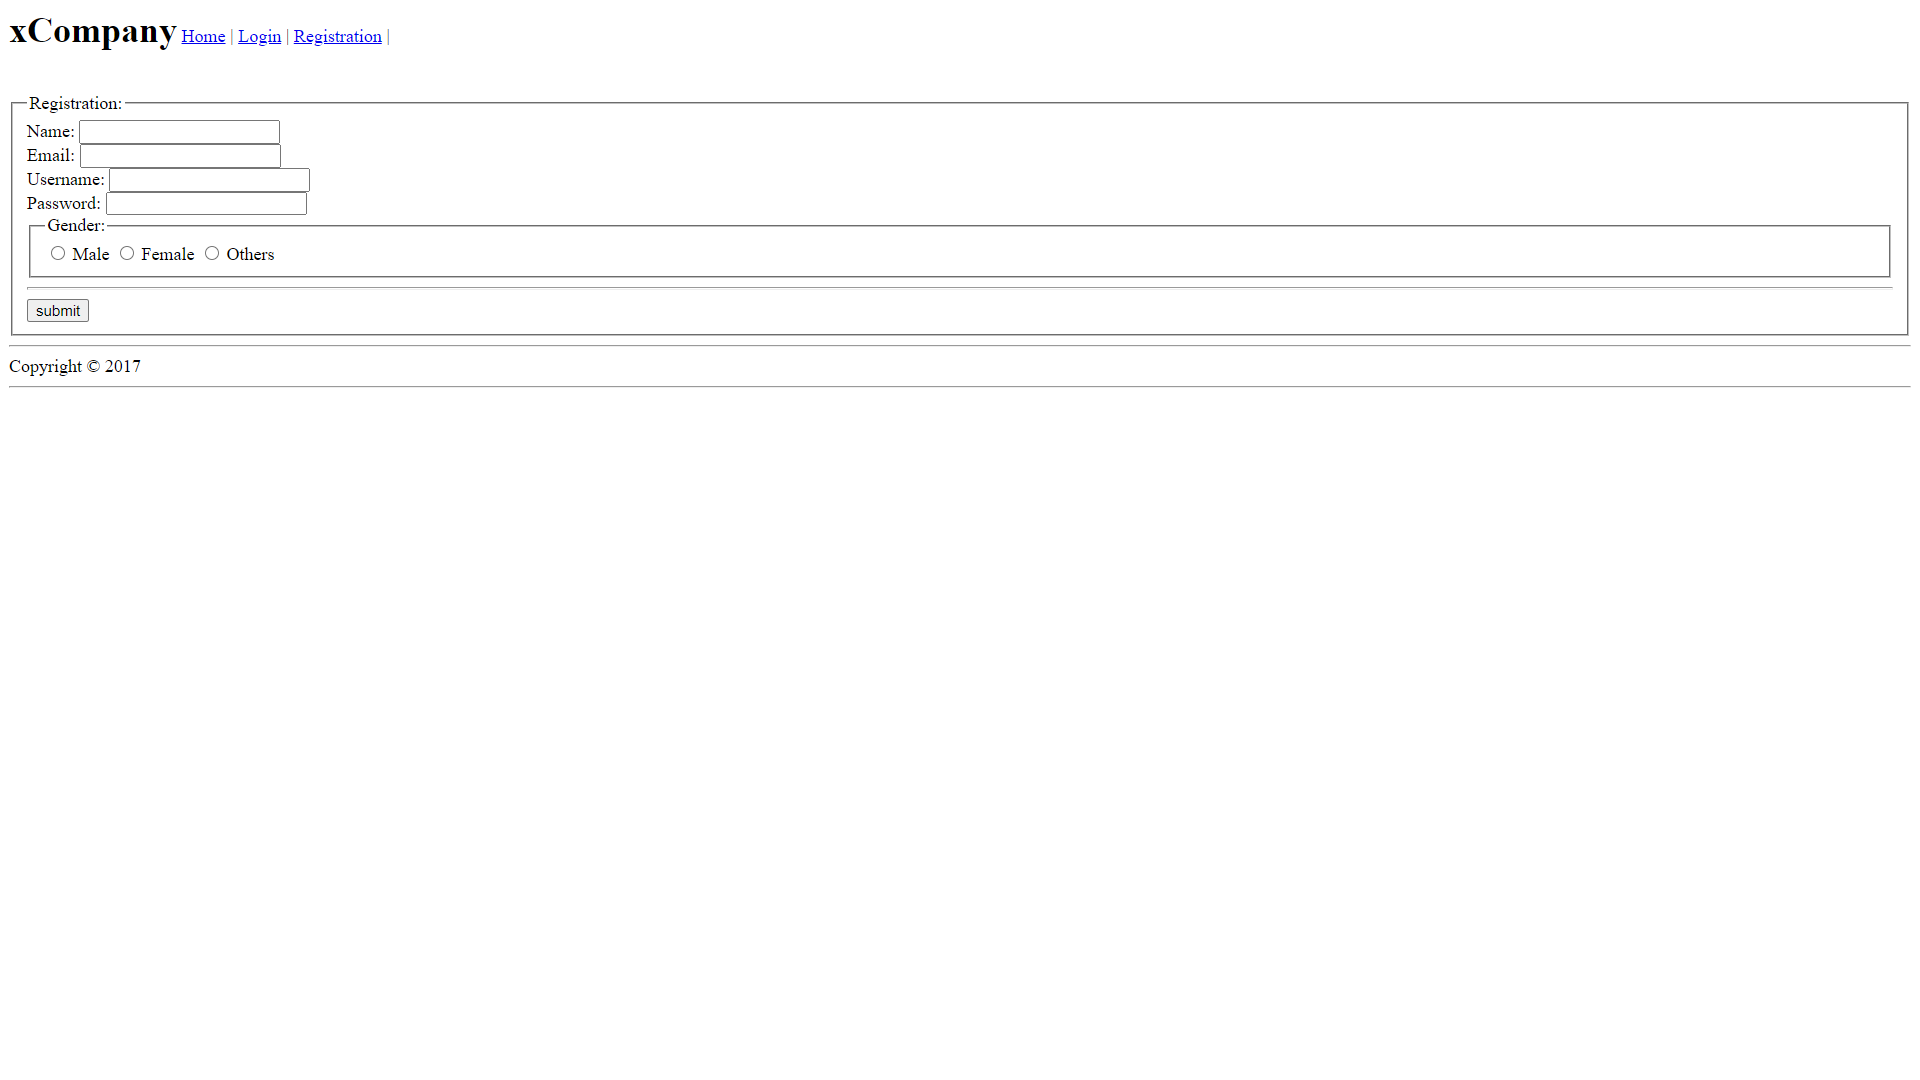 xCompany Home | Login | Registration |
Registration:
Name:
Email:
Username:
Password:
Gender:
Male Female Others
submit
Copyright © 2017